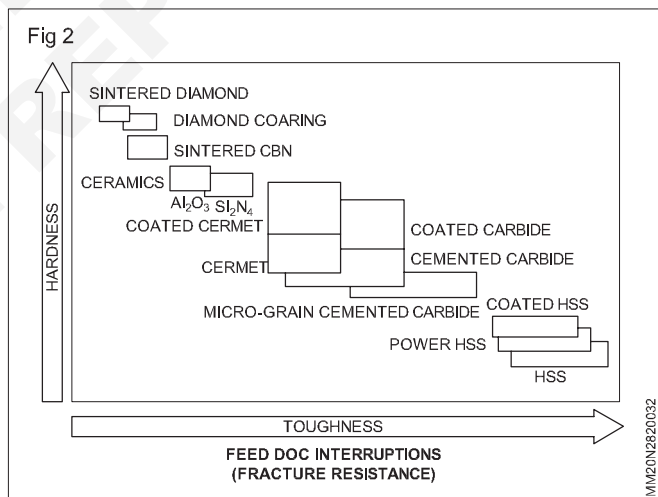 Fig 2
SINTERED DIAMOND
DIAMOND COARING
SINTERED CBN
CERAMICS
Al₂O₃ SI₂N₄
COATED CERMET
COATED CARBIDE
CERMET
CEMENTED CARBIDE
MICRO-GRAIN CEMENTED CARBIDE
COATED HSS
POWER HSS
HSS
HARDNESS
TOUGHNESS
FEED DOC INTERRUPTIONS
(FRACTURE RESISTANCE)
MM20N2820032